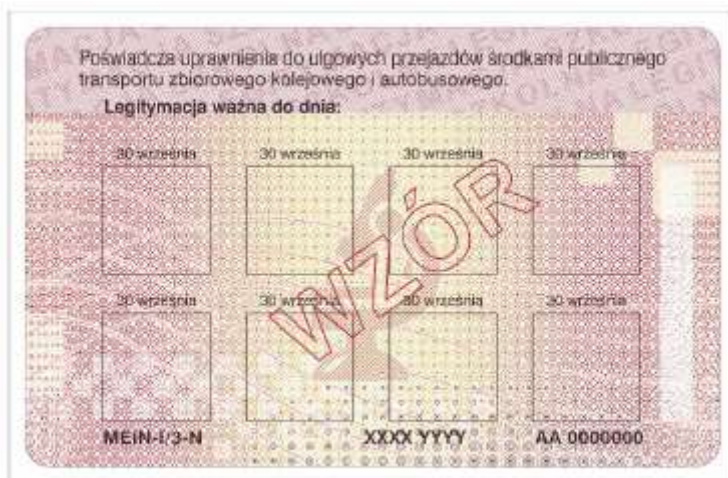 Poświadcza uprawnienia do ulgowych przejazdów środkami publicznego
transportu zbiorowego kolejowego i autobusowego.
Legitymacja ważna do dnia:
30 września 30 września 30 września 30 września
WZÓR
30 września 30 września 30 września 30 września
MEiN-I/3-N XXXX YYYY AA 0000000